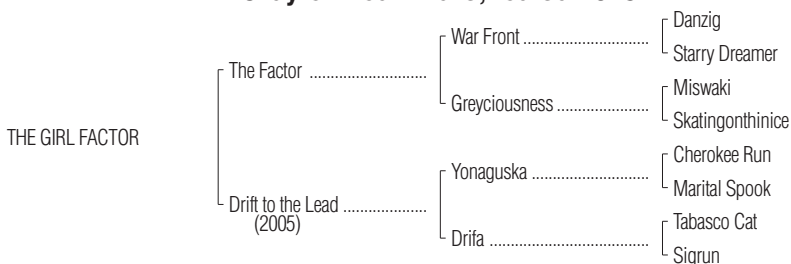 THE GIRL FACTOR
The Factor ............................
Drift to the Lead ....................
(2005)
War Front ..............................
Greyciousness ......................
Yonaguska ............................
Drifa ......................................
Danzig
Starry Dreamer
Miswaki
Skatingonthinice
Cherokee Run
Marital Spook
Tabasco Cat
Sigrun